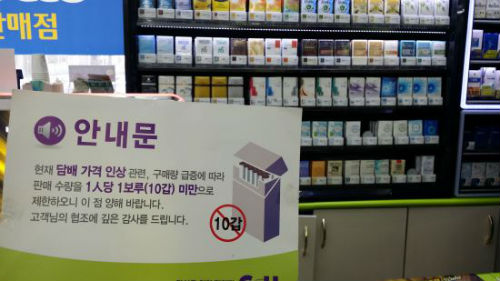 매점
안내문
현재 담배 가격 인상 관련, 구매량 급증에 따라
판매 수량을 1인당 1보루(10갑) 미만으로
제한하오니 이 점 양해 바랍니다.
고객님의 협조에 깊은 감사를 드립니다.
10갑